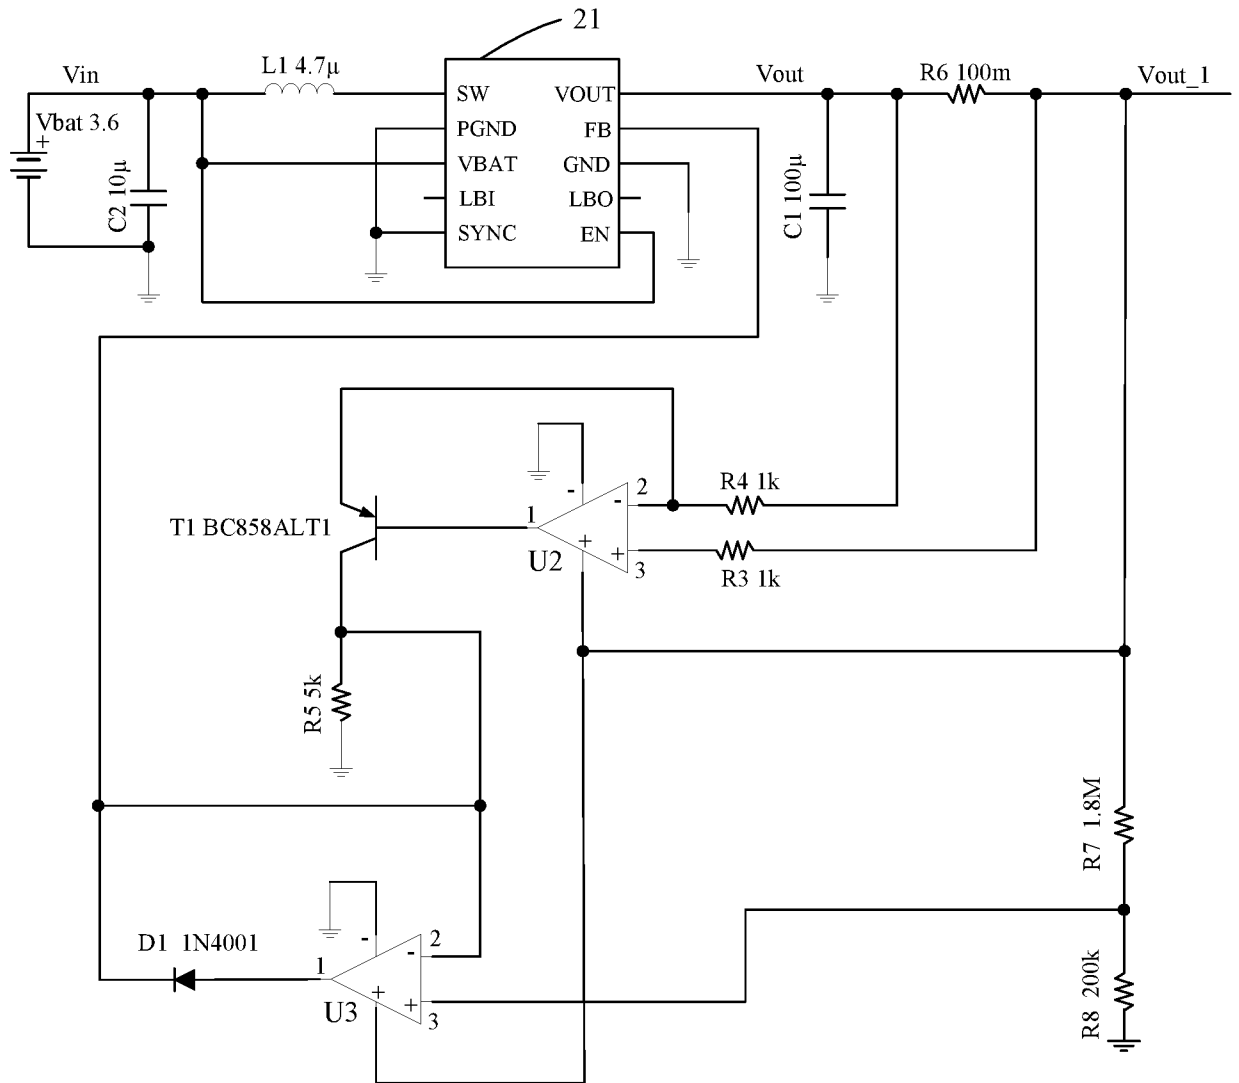 21
Vin
L1 4.7μ
Vout
R6 100m
Vout_1
Vbat 3.6
+
C2 10μ
SW
PGND
VBAT
LBI
SYNC
VOUT
FB
GND
LBO
EN
C1 100μ
T1 BC858ALT1
1
-
+
2
-
+
3
U2
R4 1k
R3 1k
R5 5k
R7 1.8M
D1 1N4001
1
-
+
2
-
+
3
U3
R8 200k